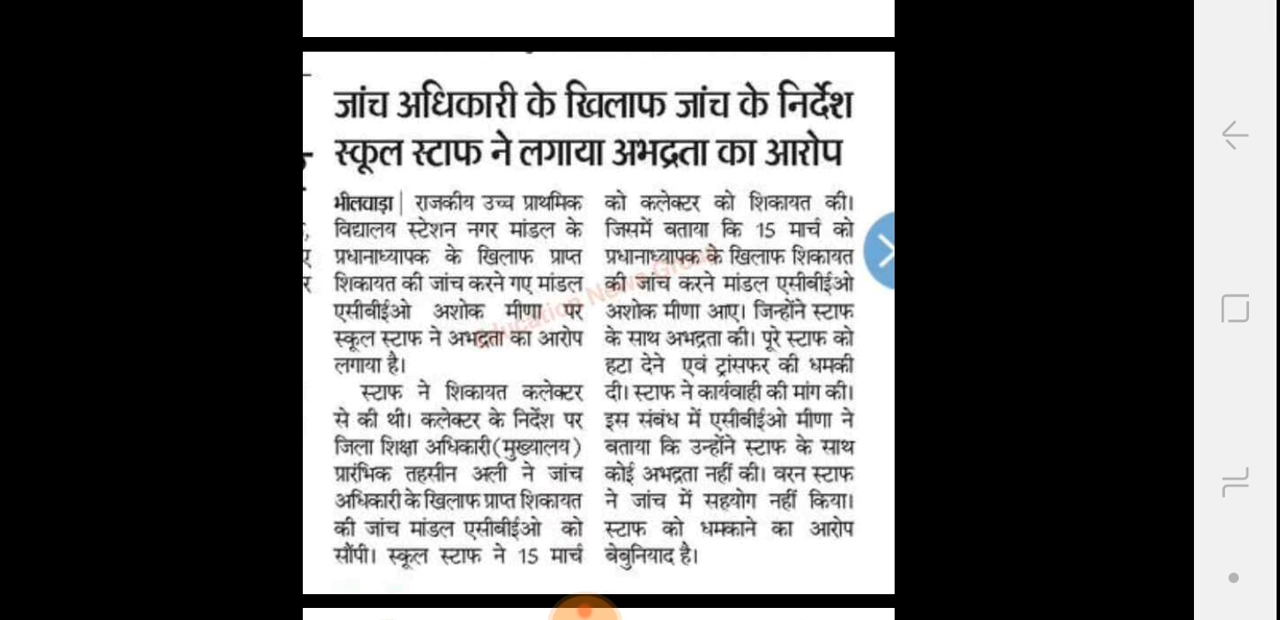 जांच अधिकारी के खिलाफ जांच के निर्देश
स्कूल स्टाफ ने लगाया अभद्रता का आरोप
भीलवाड़ा| राजकीय उच्च प्राथमिक
विद्यालय स्टेशन नगर मांडल के
प्रधानाध्यापक के खिलाफ प्राप्त
शिकायत की जांच करने गए मांडल
एसीबीईओ अशोक मीणा पर
स्कूल स्टाफ ने अभद्रता का आरोप
लगाया है।
स्टाफ ने शिकायत कलेक्टर
से की थी। कलेक्टर के निर्देश पर
जिला शिक्षा अधिकारी(मुख्यालय)
प्रारंभिक तहसीन अली ने जांच
अधिकारी के खिलाफ प्राप्त शिकायत
की जांच मांडल एसीबीईओ को
सौंपी। स्कूल स्टाफ ने 15 मार्च
को कलेक्टर को शिकायत की।
जिसमें बताया कि 15 मार्च को
प्रधानाध्यापक के खिलाफ शिकायत
की जांच करने मांडल एसीबीईओ
अशोक मीणा आए। जिन्होंने स्टाफ
के साथ अभद्रता की। पूरे स्टाफ को
हटा देने एवं ट्रांसफर की धमकी
दी। स्टाफ ने कार्यवाही की मांग की।
इस संबंध में एसीबीईओ मीणा ने
बताया कि उन्होंने स्टाफ के साथ
कोई अभद्रता नहीं की। वरन स्टाफ
ने जांच में सहयोग नहीं किया।
स्टाफ को धमकाने का आरोप
बेबुनियाद है।
Education News Group